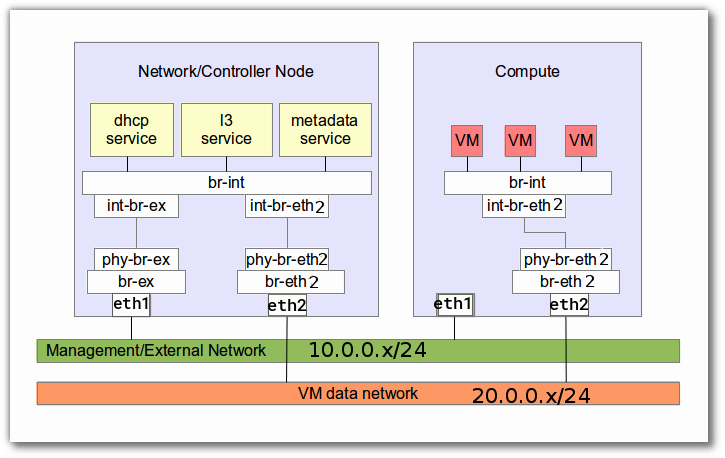 Network/Controller Node
dhcp
service
l3
service
metadata
service
br-int
int-br-ex
int-br-eth2
phy-br-ex
phy-br-eth2
br-ex
br-eth2
eth1
eth2
Compute
VM
VM
VM
br-int
int-br-eth2
phy-br-eth2
br-eth2
eth1
eth2
Management/External Network 10.0.0.x/24
VM data network 20.0.0.x/24